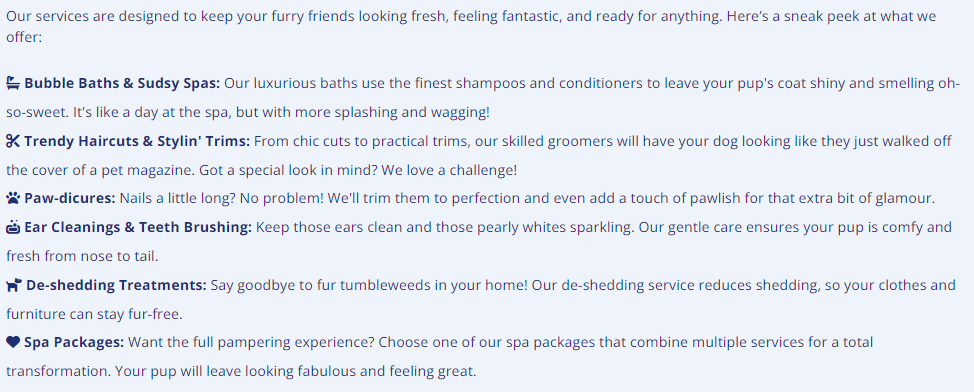 Our services are designed to keep your furry friends looking fresh, feeling fantastic, and ready for anything. Here’s a sneak peek at what we
offer:
Bubble Baths & Sudsy Spas: Our luxurious baths use the finest shampoos and conditioners to leave your pup's coat shiny and smelling oh-
so-sweet. It's like a day at the spa, but with more splashing and wagging!
Trendy Haircuts & Stylin' Trims: From chic cuts to practical trims, our skilled groomers will have your dog looking like they just walked off
the cover of a pet magazine. Got a special look in mind? We love a challenge!
Paw-dicures: Nails a little long? No problem! We'll trim them to perfection and even add a touch of pawlish for that extra bit of glamour.
Ear Cleanings & Teeth Brushing: Keep those ears clean and those pearly whites sparkling. Our gentle care ensures your pup is comfy and
fresh from nose to tail.
De-shedding Treatments: Say goodbye to fur tumbleweeds in your home! Our de-shedding service reduces shedding, so your clothes and
furniture can stay fur-free.
Spa Packages: Want the full pampering experience? Choose one of our spa packages that combine multiple services for a total
transformation. Your pup will leave looking fabulous and feeling great.